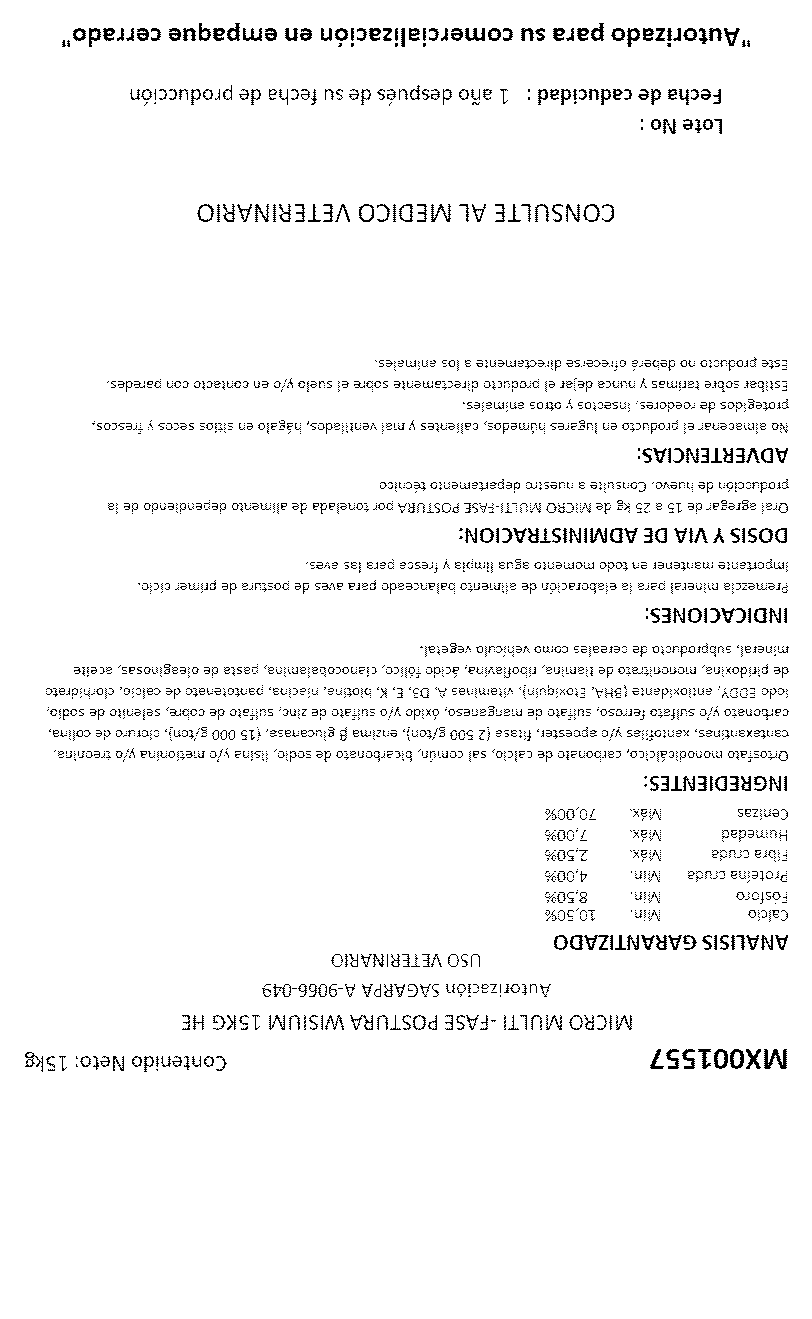 MX001557 Contenido Neto: 15kg
MICRO MULTI -FASE POSTURA WISIUM 15KG HE
Autorización SAGARPA A-9066-049
USO VETERINARIO
ANALISIS GARANTIZADO
Calcio Min. 10,50%
Fósforo Min. 8,50%
Proteína cruda Min. 4,00%
Fibra cruda Máx. 2,50%
Humedad Máx. 7,00%
Cenizas Máx. 70,00%
INGREDIENTES:
Ortosfato monodicálcico, carbonato de calcio, sal común, bicarbonato de sodio, lisina y/o metionina y/o treonina,
cantaxantinas, xantofilas y/o apoester, fitasa (2 500 g/ton), enzima β glucanasa, (15 000 g/ton), cloruro de colina,
carbonato y/o sulfato ferroso, sulfato de manganeso, óxido y/o sulfato de zinc, sulfato de cobre, selenito de sodio,
iodo EDDY, antioxidante (BHA, Etoxiquin), vitaminas A, D3, E, K, biotina, niacina, pantotenato de calcio, clorhidrato
de piridoxina, mononitrato de tiamina, riboflavina, ácido fólico, cianocobalamina, pasta de oleaginosas, aceite
mineral, subproducto de cereales como vehículo vegetal.
INDICACIONES:
Premezcla mineral para la elaboración de alimento balanceado para aves de postura de primer ciclo.
Importante mantener en todo momento agua limpia y fresca para las aves.
DOSIS Y VIA DE ADMINISTRACION:
Oral agregar de 15 a 25 kg de MICRO MULTI-FASE POSTURA por tonelada de alimento dependiendo de la
producción de huevo. Consulte a nuestro departamento técnico
ADVERTENCIAS:
No almacenar el producto en lugares húmedos, calientes y mal ventilados, hágalo en sitios secos y frescos,
protegidos de roedores, insectos y otros animales.
Estibar sobre tarimas y nunca dejar el producto directamente sobre el suelo y/o en contacto con paredes.
Este producto no deberá ofrecerse directamente a los animales.
CONSULTE AL MEDICO VETERINARIO
Lote No :
Fecha de caducidad : 1 año después de su fecha de producción
"Autorizado para su comercialización en empaque cerrado"